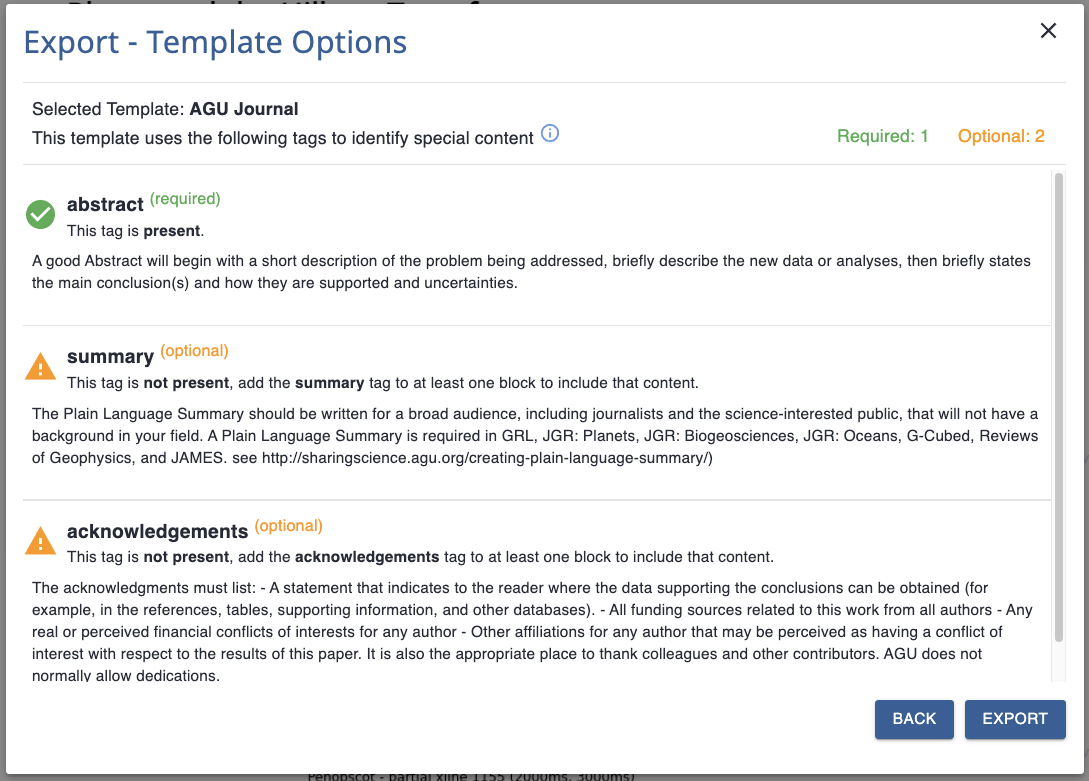 Export - Template Options
Selected Template: AGU Journal
This template uses the following tags to identify special content
Required: 1 Optional: 2
abstract (required)
This tag is present.
A good Abstract will begin with a short description of the problem being addressed, briefly describe the new data or analyses, then briefly states
the main conclusion(s) and how they are supported and uncertainties.
summary (optional)
This tag is not present, add the summary tag to at least one block to include that content.
The Plain Language Summary should be written for a broad audience, including journalists and the science-interested public, that will not have a
background in your field. A Plain Language Summary is required in GRL, JGR: Planets, JGR: Biogeosciences, JGR: Oceans, G-Cubed, Reviews
of Geophysics, and JAMES. see http://sharingscience.agu.org/creating-plain-language-summary/)
acknowledgements (optional)
This tag is not present, add the acknowledgements tag to at least one block to include that content.
The acknowledgments must list: - A statement that indicates to the reader where the data supporting the conclusions can be obtained (for
example, in the references, tables, supporting information, and other databases). - All funding sources related to this work from all authors - Any
real or perceived financial conflicts of interests for any author - Other affiliations for any author that may be perceived as having a conflict of
interest with respect to the results of this paper. It is also the appropriate place to thank colleagues and other contributors. AGU does not
normally allow dedications.
BACK EXPORT
Penobscot - partial xline 1155 (2000ms, 3000ms)